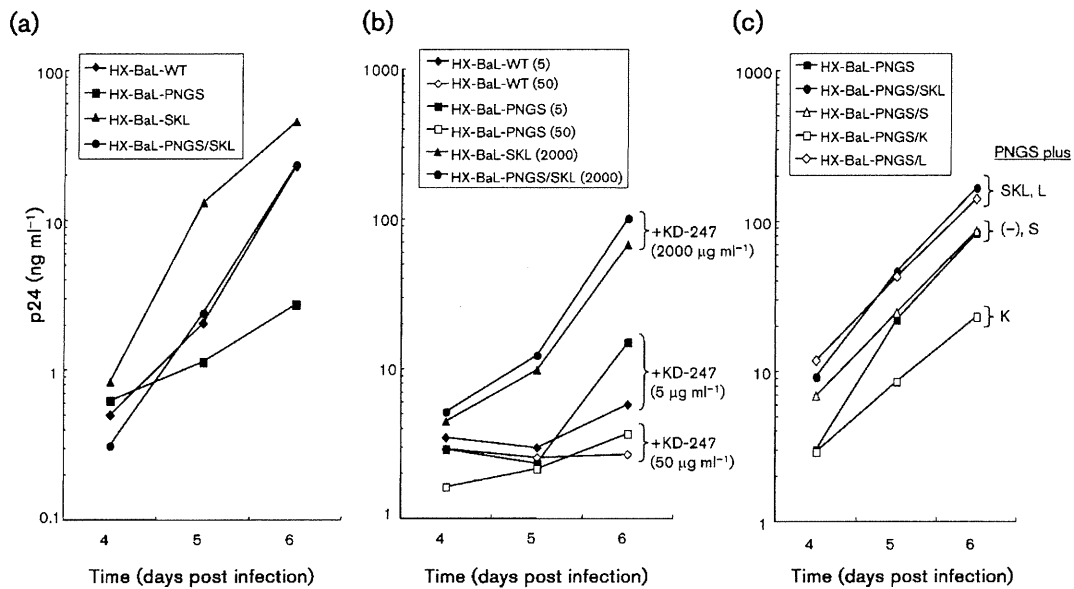 (a)
HX-BaL-WT
HX-BaL-PNGS
HX-BaL-SKL
HX-BaL-PNGS/SKL
100
10
1
0.1
p24 (ng ml⁻¹)
4 5 6
Time (days post infection)
(b)
HX-BaL-WT (5)
HX-BaL-WT (50)
HX-BaL-PNGS (5)
HX-BaL-PNGS (50)
HX-BaL-SKL (2000)
HX-BaL-PNGS/SKL (2000)
1000
100
10
1
+KD-247
(2000 μg ml⁻¹)
+KD-247
(5 μg ml⁻¹)
+KD-247
(50 μg ml⁻¹)
4 5 6
Time (days post infection)
(c)
HX-BaL-PNGS
HX-BaL-PNGS/SKL
HX-BaL-PNGS/S
HX-BaL-PNGS/K
HX-BaL-PNGS/L
1000
100
10
1
PNGS plus
SKL, L
(−), S
K
4 5 6
Time (days post infection)